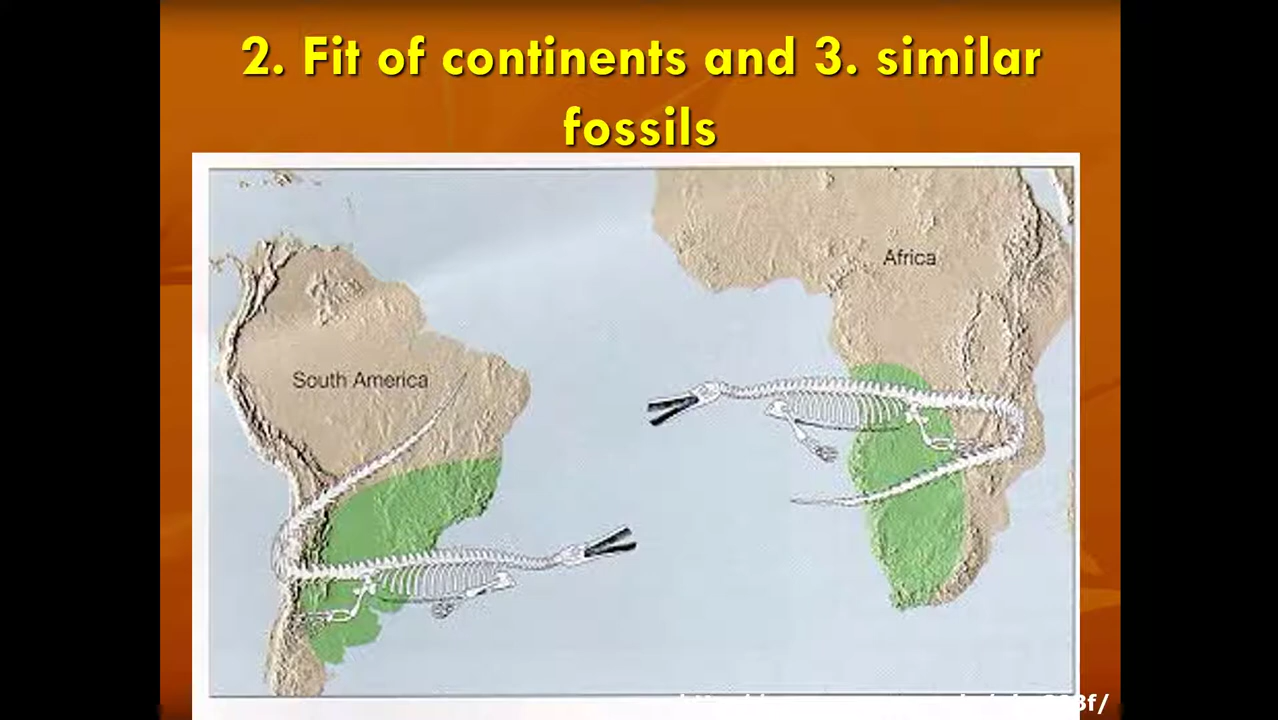 2. Fit of continents and 3. similar
fossils
Africa
South America